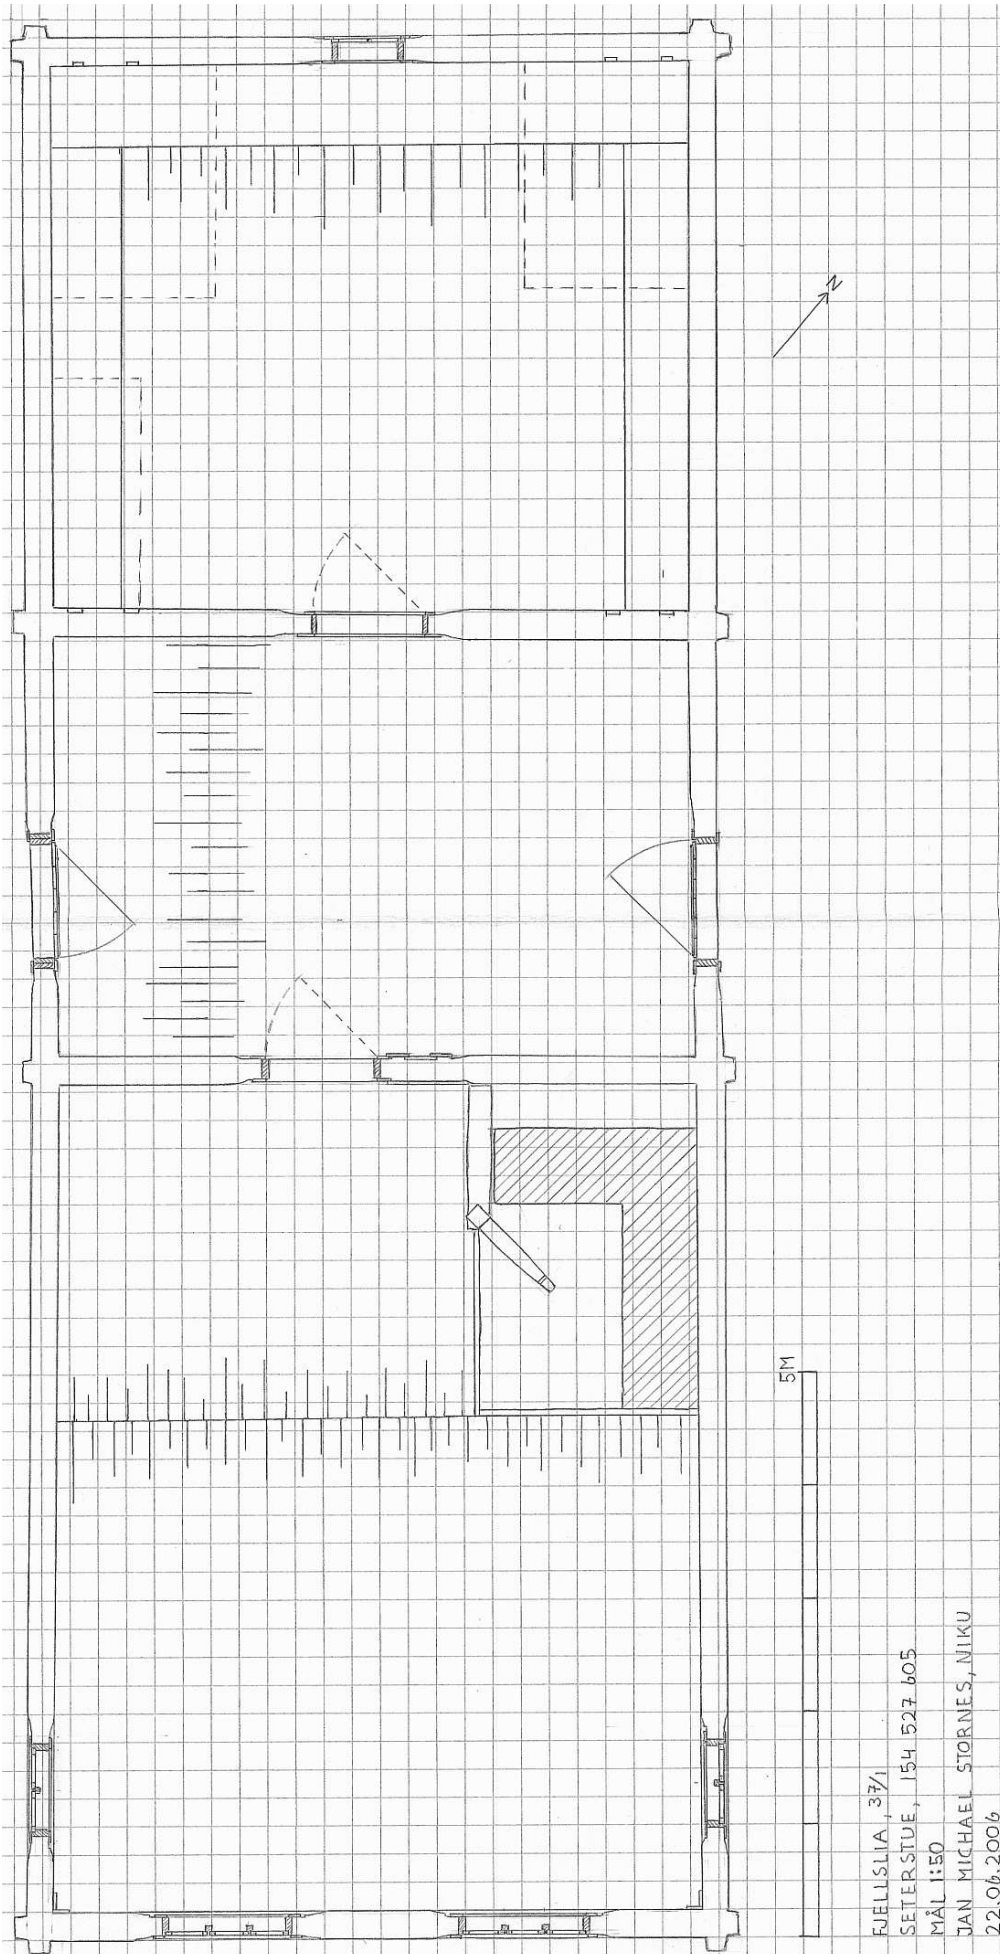 N
5M
FJELLSLIA, 37/1
SETERSTUE, 154 527 605
MÅL 1:50
JAN MICHAEL STORNES, NIKU
22.06.2006